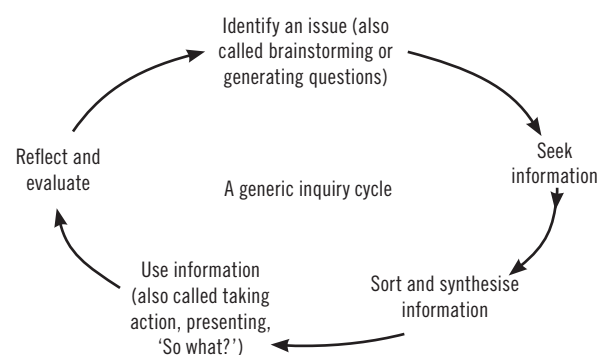 Identify an issue (also
called brainstorming or
generating questions)
Seek
information
Sort and synthesise
information
Use information
(also called taking
action, presenting,
‘So what?’)
Reflect and
evaluate
A generic inquiry cycle